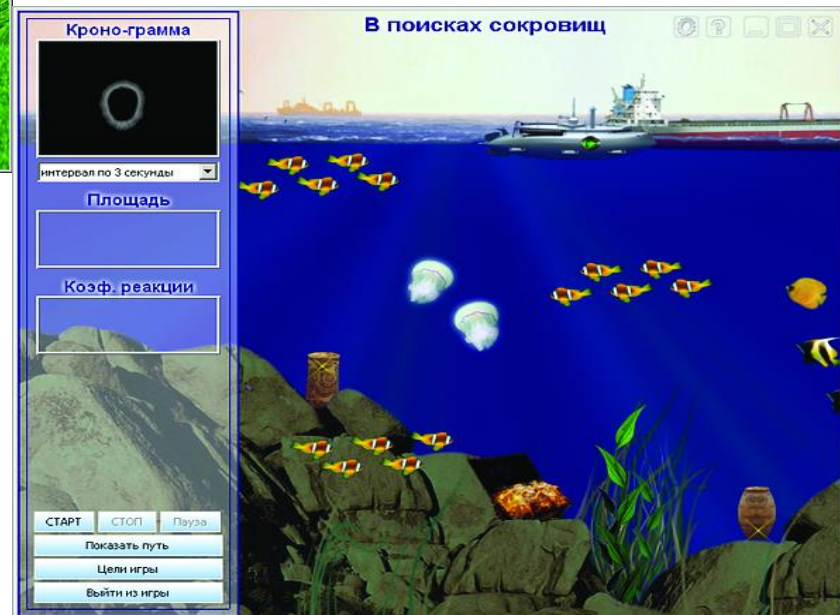 В поисках сокровищ
Кроно-грамма
интервал по 3 секунды
Площадь
Коэф. реакции
СТАРТ
СТОП
Пауза
Показать путь
Цели игры
Выйти из игры